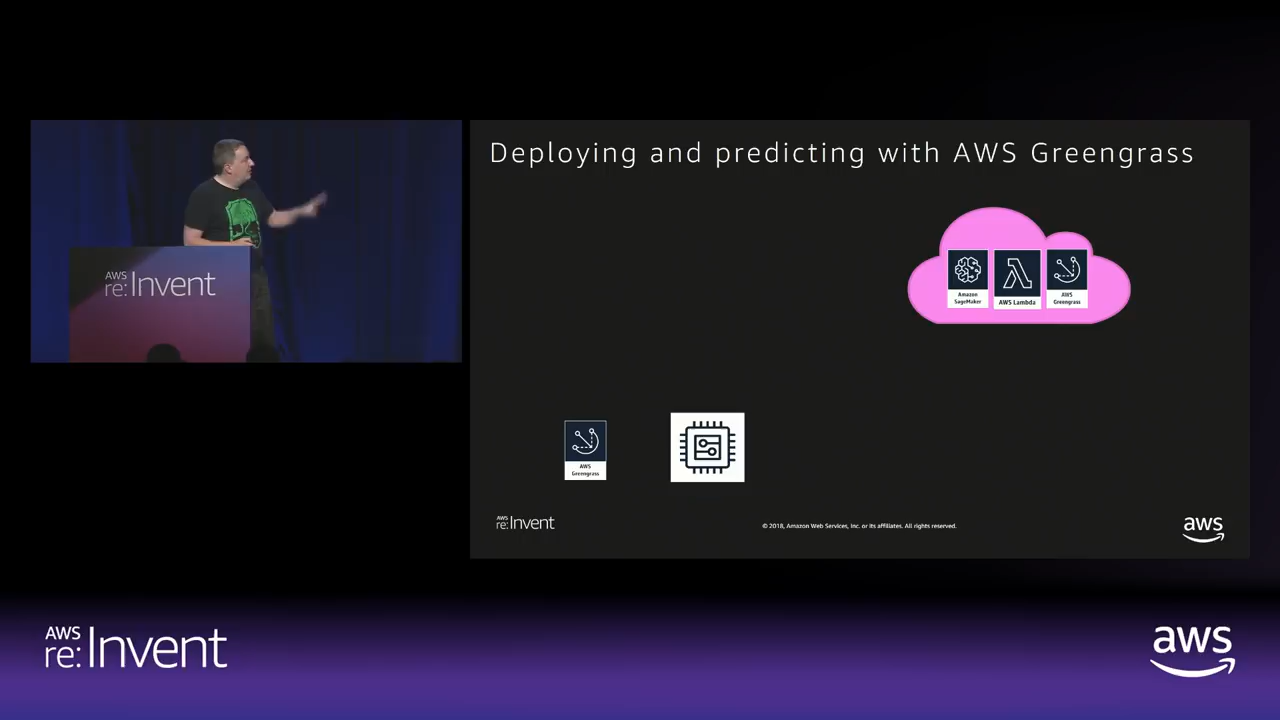 Deploying and predicting with AWS Greengrass
Amazon
SageMaker
AWS Lambda
AWS
Greengrass
AWS
Greengrass
AWS
re:Invent
AWS
re:Invent
© 2018, Amazon Web Services, Inc. or its affiliates. All rights reserved.
aws
AWS
re:Invent
aws